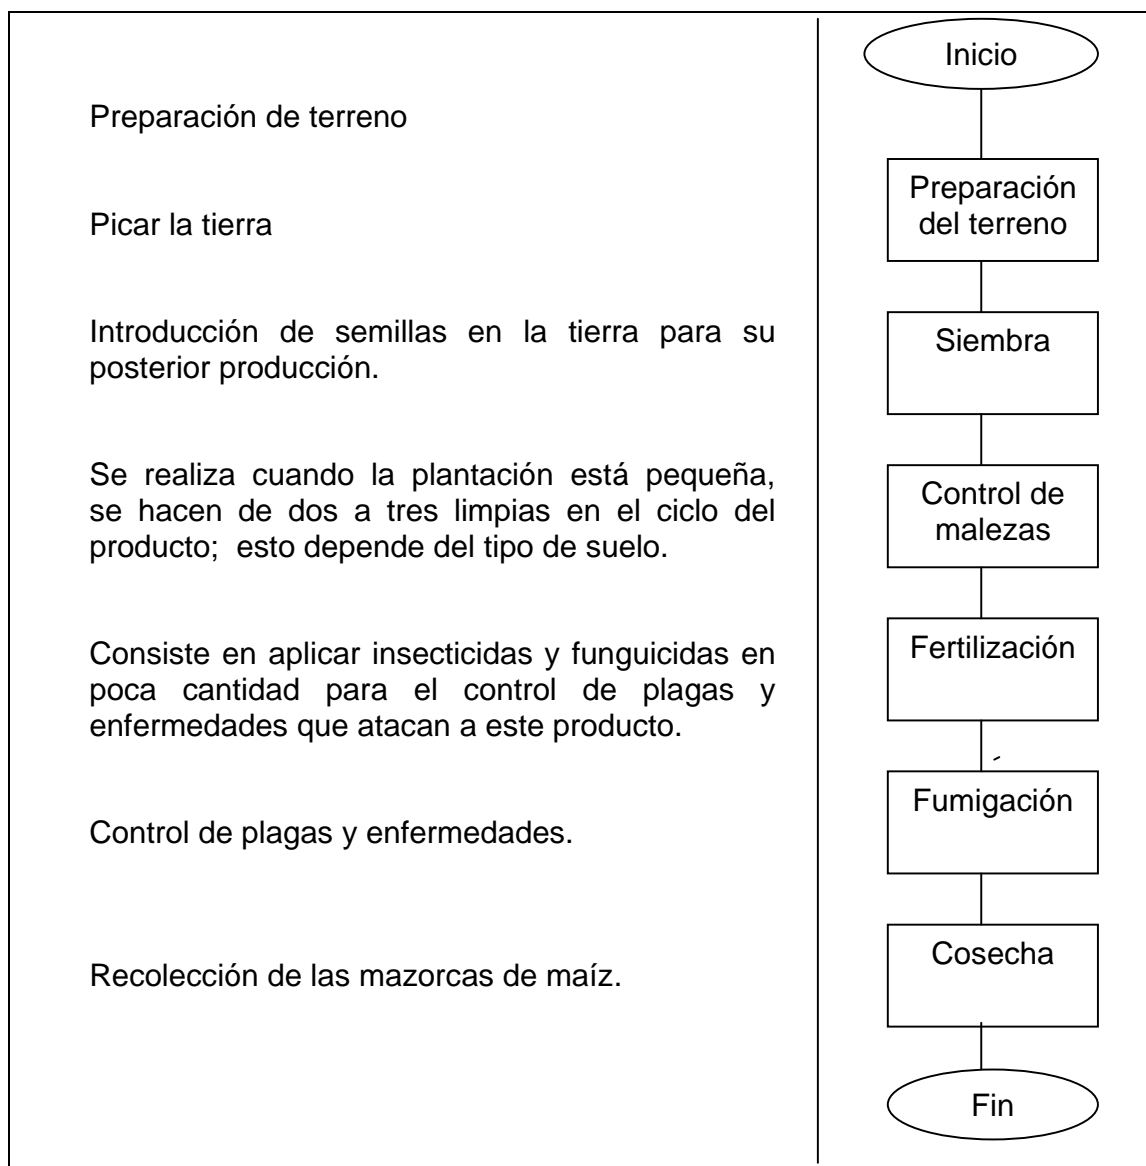 Preparación de terreno
Picar la tierra
Introducción de semillas en la tierra para su
posterior producción.
Se realiza cuando la plantación está pequeña,
se hacen de dos a tres limpias en el ciclo del
producto; esto depende del tipo de suelo.
Consiste en aplicar insecticidas y funguicidas en
poca cantidad para el control de plagas y
enfermedades que atacan a este producto.
Control de plagas y enfermedades.
Recolección de las mazorcas de maíz.
Inicio
Preparación
del terreno
Siembra
Control de
malezas
Fertilización
Fumigación
Cosecha
Fin